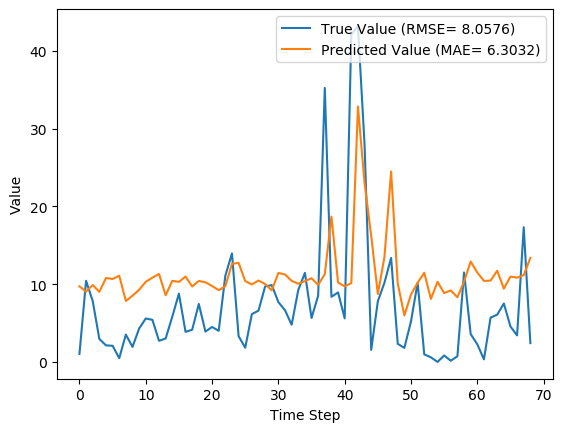 True Value (RMSE= 8.0576)
Predicted Value (MAE= 6.3032)
40
30
20
10
0
Value
0 10 20 30 40 50 60 70
Time Step